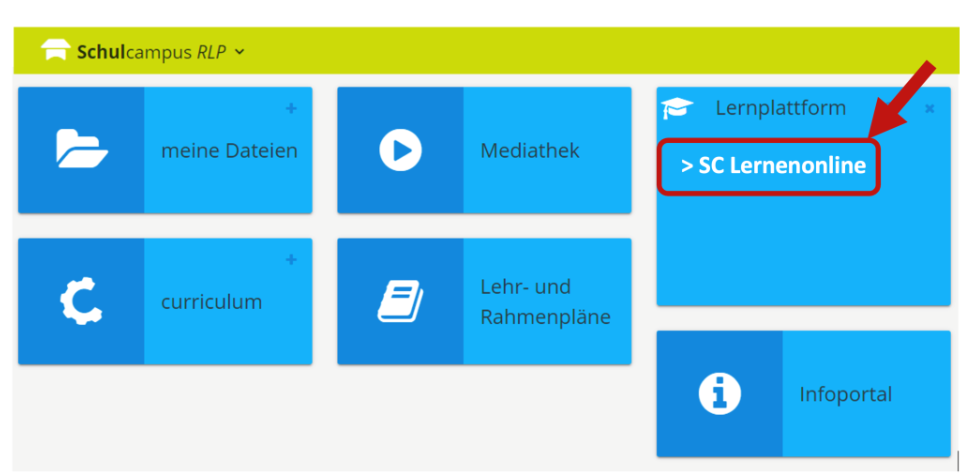 Schulcampus RLP
meine Dateien
Mediathek
Lernplattform
> SC Lernenonline
curriculum
Lehr- und
Rahmenpläne
Infoportal